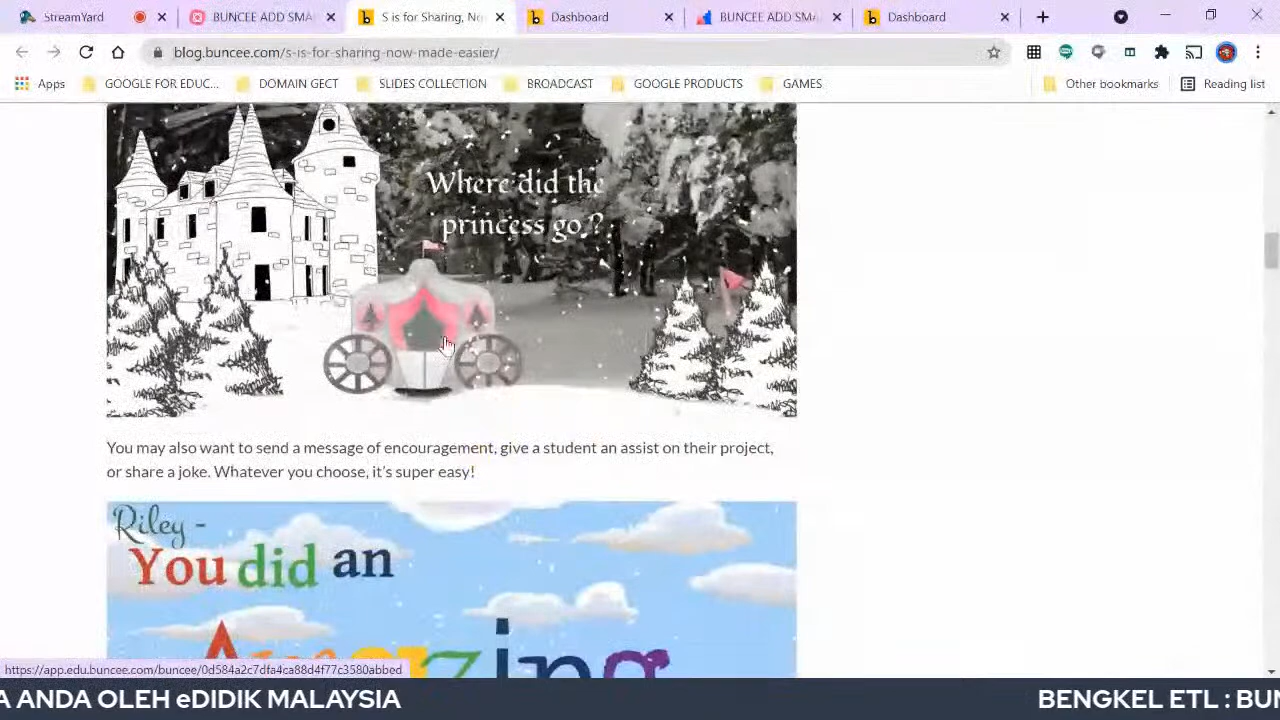 StreamYard
BUNCEE ADD SMA
S is for Sharing, No
Dashboard
BUNCEE ADD SMA
Dashboard
blog.buncee.com/s-is-for-sharing-now-made-easier/
Apps
GOOGLE FOR EDUC...
DOMAIN GECT
SLIDES COLLECTION
BROADCAST
GOOGLE PRODUCTS
GAMES
Other bookmarks
Reading list
Where did the
princess go?
You may also want to send a message of encouragement, give a student an assist on their project,
or share a joke. Whatever you choose, it's super easy!
Riley -
You did an
Amazing
https://app.edu.buncee.com/buncee/0d584a2c7dfa4ca88d4f77c3580abbed
A ANDA OLEH eDIDIK MALAYSIA
BENGKEL ETL : BUN